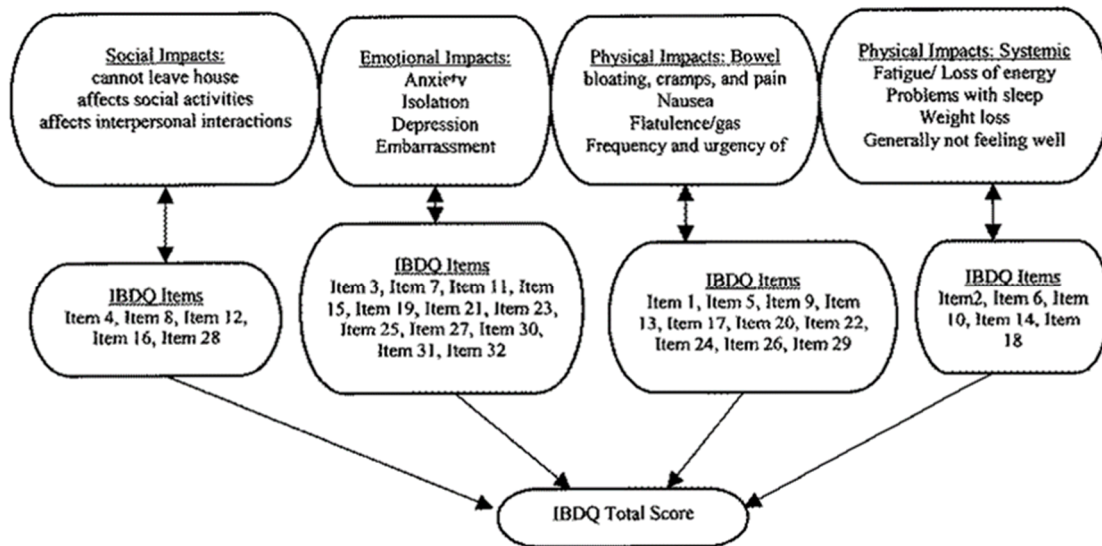 Social Impacts:
cannot leave house
affects social activities
affects interpersonal interactions
Emotional Impacts:
Anxiety
Isolation
Depression
Embarrassment
Physical Impacts: Bowel
bloating, cramps, and pain
Nausea
Flatulence/gas
Frequency and urgency of
Physical Impacts: Systemic
Fatigue/ Loss of energy
Problems with sleep
Weight loss
Generally not feeling well
IBDQ Items
Item 4, Item 8, Item 12,
Item 16, Item 28
IBDQ Items
Item 3, Item 7, Item 11, Item
15, Item 19, Item 21, Item 23,
Item 25, Item 27, Item 30,
Item 31, Item 32
IBDQ Items
Item 1, Item 5, Item 9, Item
13, Item 17, Item 20, Item 22,
Item 24, Item 26, Item 29
IBDQ Items
Item2, Item 6, Item
10, Item 14, Item
18
IBDQ Total Score